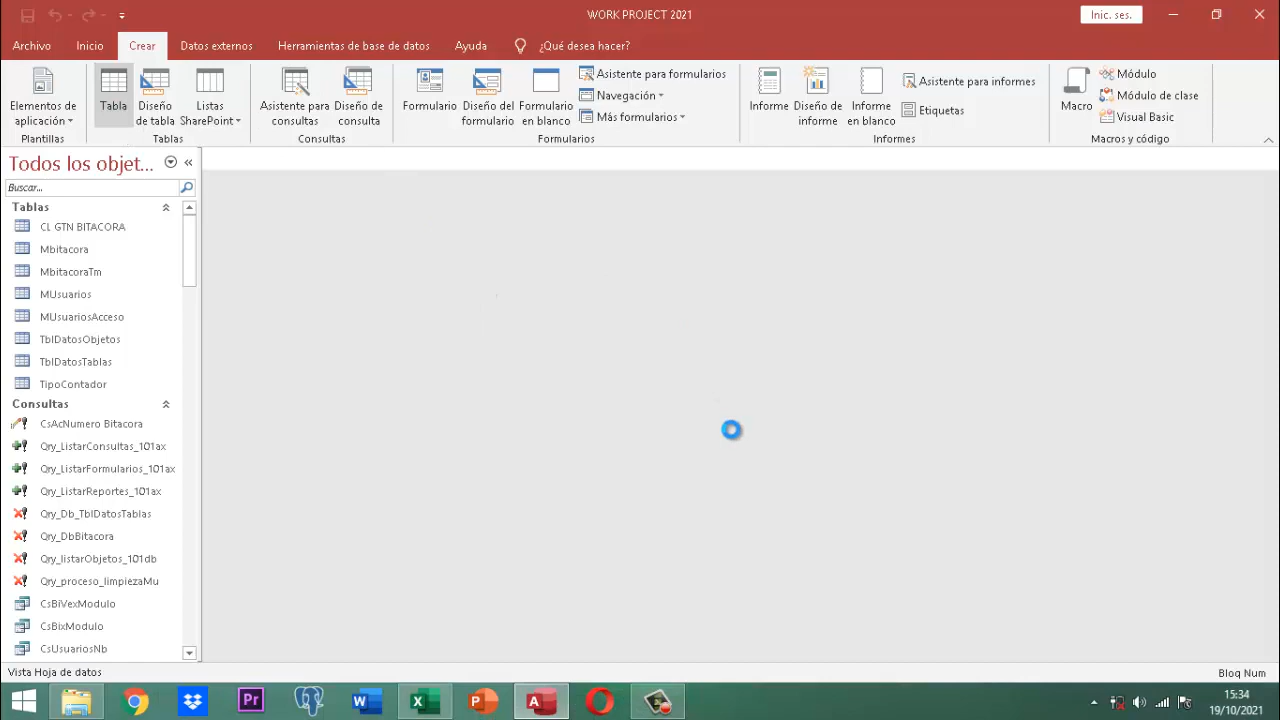 WORK PROJECT 2021
Inic. ses.
Archivo Inicio Crear Datos externos Herramientas de base de datos Ayuda ¿Qué desea hacer?
Elementos de aplicación
Tabla
Diseño de tabla
Listas SharePoint
Asistente para consultas
Diseño de consulta
Formulario
Diseño del formulario
Formulario en blanco
Asistente para formularios
Navegación
Más formularios
Informe
Diseño de informe
Informe en blanco
Asistente para informes
Etiquetas
Macro
Módulo
Módulo de clase
Visual Basic
Plantillas Tablas Consultas Formularios Informes Macros y código
Todos los objet...
Buscar...
Tablas
CL GTN BITACORA
Mbitacora
MbitacoraTm
MUsuarios
MUsuariosAcceso
TblDatosObjetos
TblDatosTablas
TipoContador
Consultas
CsAcNumero Bitacora
Qry_ListarConsultas_101ax
Qry_ListarFormularios_101ax
Qry_ListarReportes_101ax
Qry_Db_TblDatosTablas
Qry_DbBitacora
Qry_listarObjetos_101db
Qry_proceso_limpiezaMu
CsBiVexModulo
CsBixModulo
CsUsuariosNb
Vista Hoja de datos
Bloq Num
Pr
W
X
P
A
15:34
19/10/2021